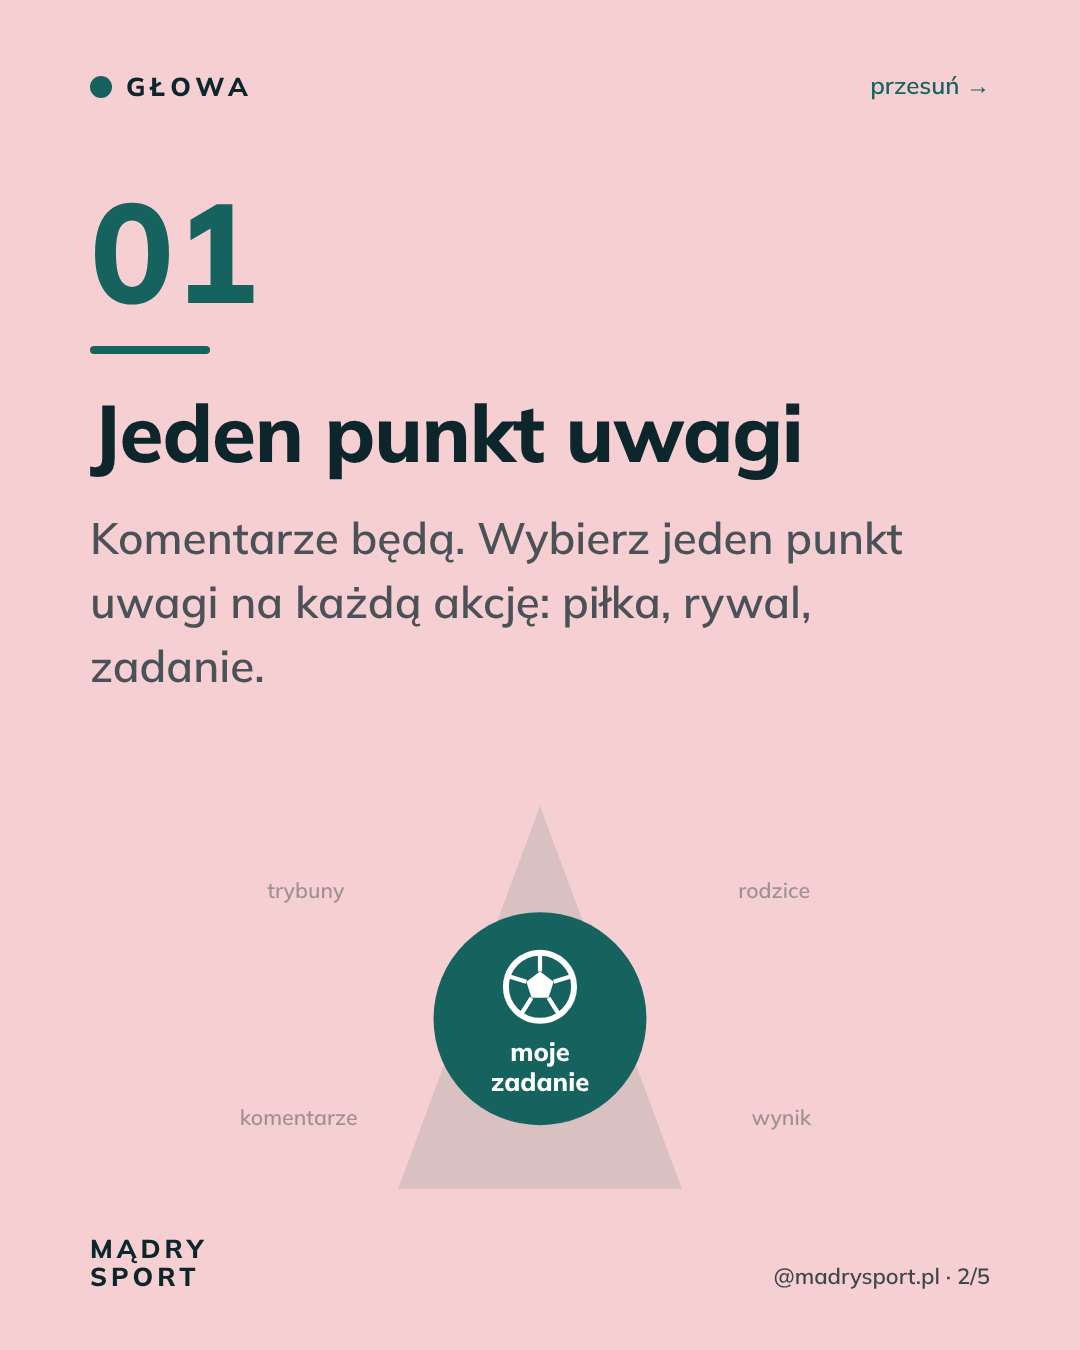 GŁOWA
przesuń →
01
Jeden punkt uwagi
Komentarze będą. Wybierz jeden punkt
uwagi na każdą akcję: piłka, rywal,
zadanie.
trybuny
rodzice
moje
zadanie
komentarze
wynik
MĄDRY
SPORT
@madrysport.pl · 2/5